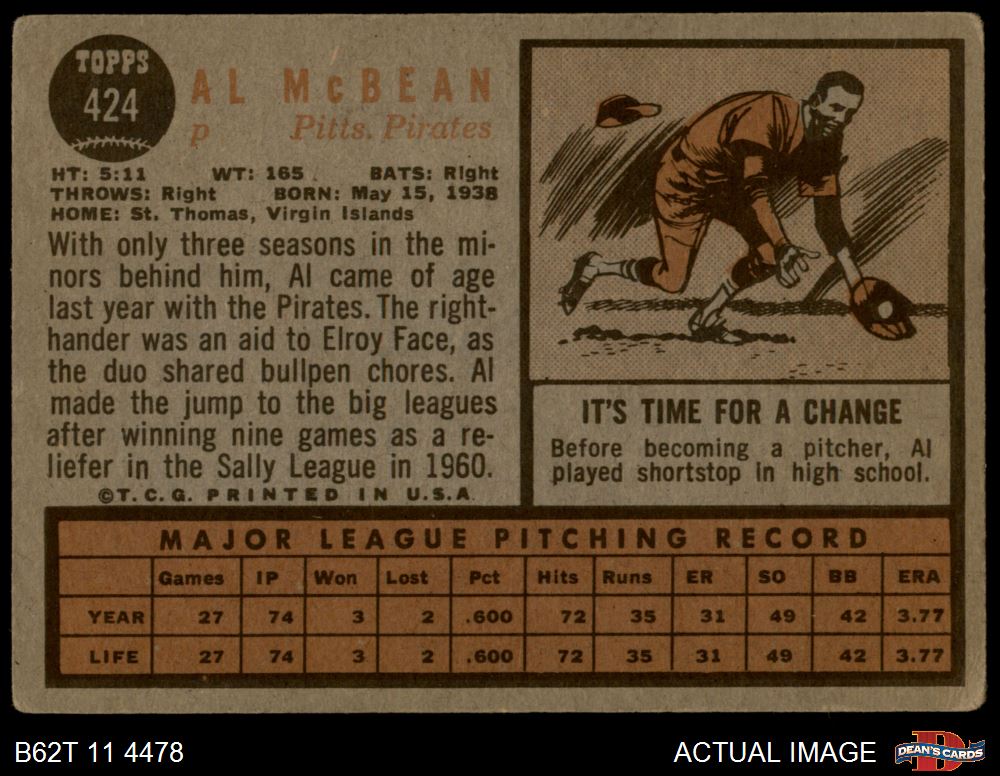 TOPPS
424
AL McBEAN
p Pitts. Pirates
HT: 5:11 WT: 165 BATS: Right
THROWS: Right BORN: May 15, 1938
HOME: St. Thomas, Virgin Islands
With only three seasons in the mi-
nors behind him, Al came of age
last year with the Pirates. The right-
hander was an aid to Elroy Face, as
the duo shared bullpen chores. Al
made the jump to the big leagues
after winning nine games as a re-
liefer in the Sally League in 1960.
©T.C.G. PRINTED IN U.S.A.
IT'S TIME FOR A CHANGE
Before becoming a pitcher, Al
played shortstop in high school.
MAJOR LEAGUE PITCHING RECORD
Games IP Won Lost Pct Hits Runs ER SO BB ERA
YEAR 27 74 3 2 .600 72 35 31 49 42 3.77
LIFE 27 74 3 2 .600 72 35 31 49 42 3.77
B62T 11 4478 ACTUAL IMAGE
D
DEAN'S CARDS